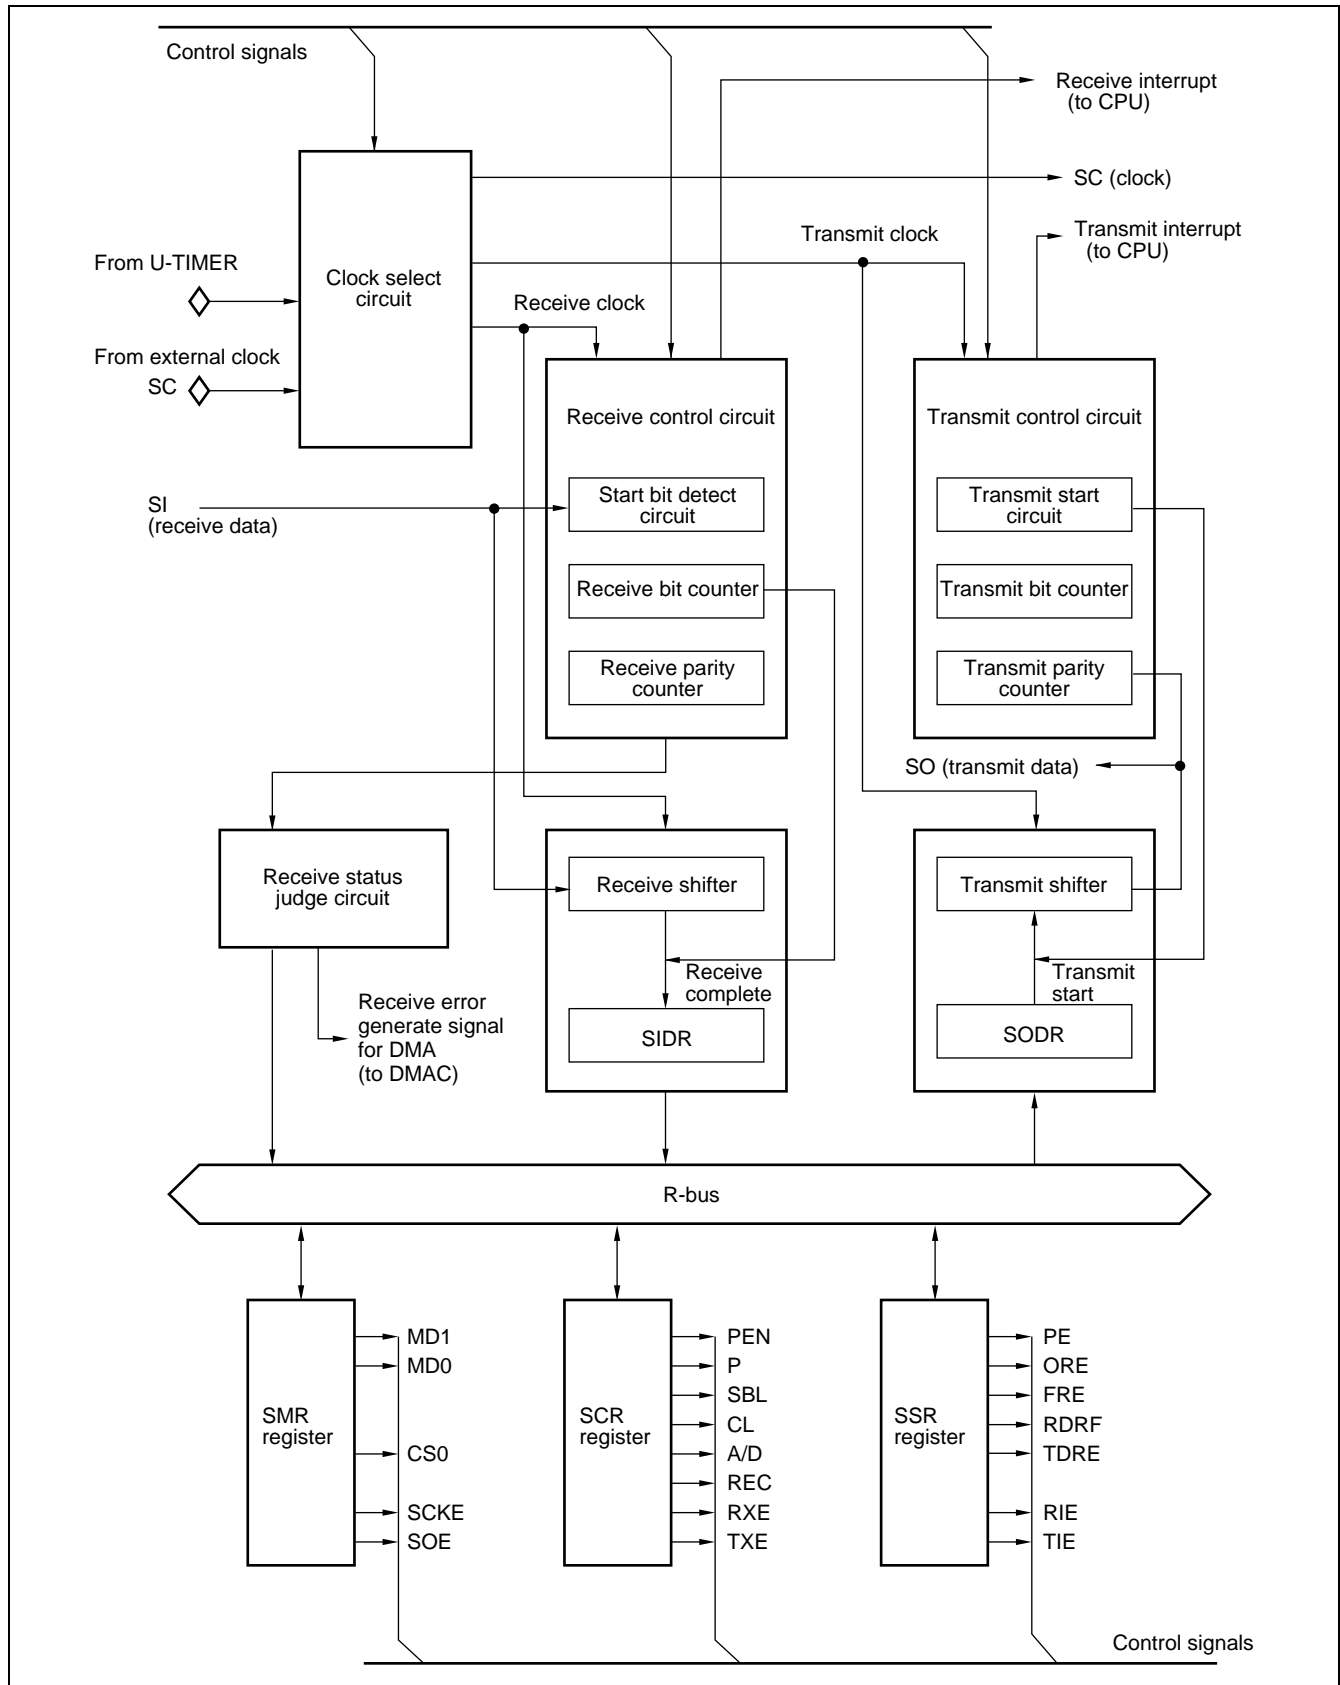 Control signals
Receive interrupt
(to CPU)
SC (clock)
Transmit interrupt
(to CPU)
Transmit clock
From U-TIMER
Clock select
circuit
Receive clock
From external clock
SC
Receive control circuit
Transmit control circuit
SI
(receive data)
Start bit detect
circuit
Transmit start
circuit
Receive bit counter
Transmit bit counter
Receive parity
counter
Transmit parity
counter
SO (transmit data)
Receive status
judge circuit
Receive shifter
Transmit shifter
Receive
complete
Transmit
start
Receive error
generate signal
for DMA
(to DMAC)
SIDR
SODR
R-bus
SMR
register
MD1
MD0
CS0
SCKE
SOE
SCR
register
PEN
P
SBL
CL
A/D
REC
RXE
TXE
SSR
register
PE
ORE
FRE
RDRF
TDRE
RIE
TIE
Control signals